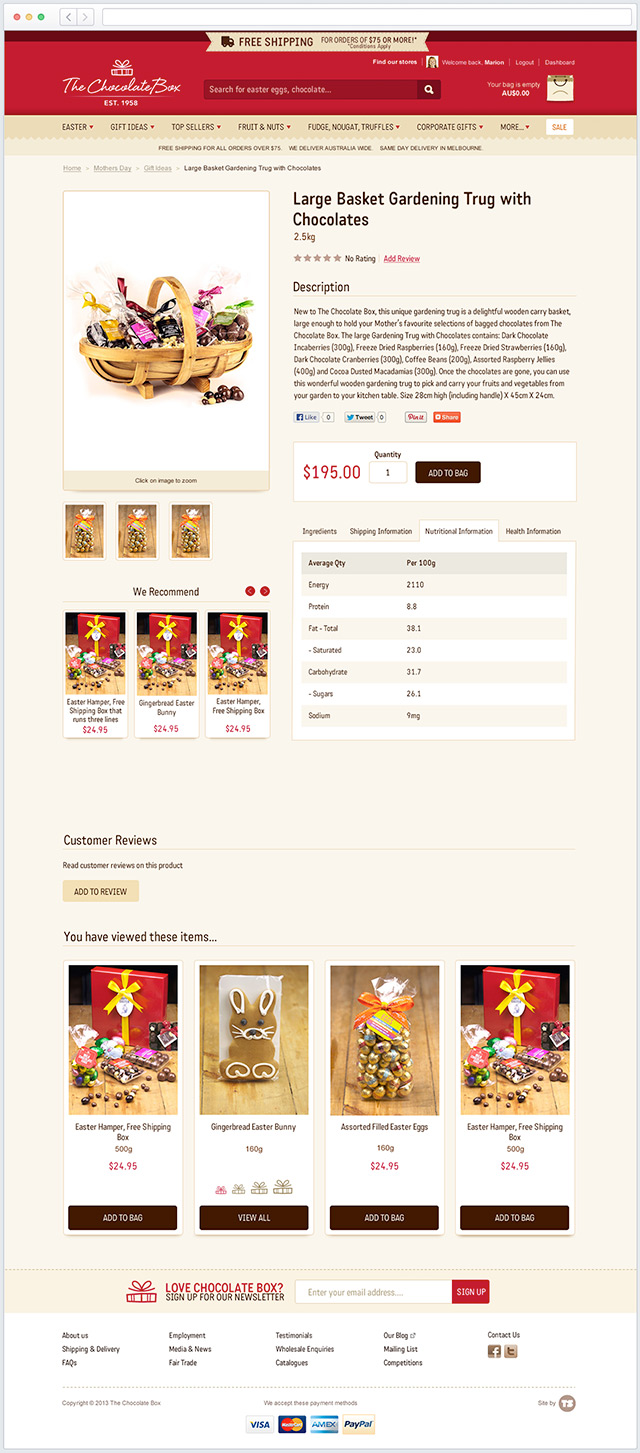 FREE SHIPPING FOR ORDERS OF $75 OR MORE!*
*Conditions Apply
Find our stores
Welcome back, Marion
Logout
Dashboard
The Chocolate Box
EST. 1958
Search for easter eggs, chocolate...
Your bag is empty
AU$0.00
EASTER
GIFT IDEAS
TOP SELLERS
FRUIT & NUTS
FUDGE, NOUGAT, TRUFFLES
CORPORATE GIFTS
MORE...
SALE
FREE SHIPPING FOR ALL ORDERS OVER $75. WE DELIVER AUSTRALIA WIDE. SAME DAY DELIVERY IN MELBOURNE.
Home > Mothers Day > Gift Ideas > Large Basket Gardening Trug with Chocolates
Click on image to zoom
Large Basket Gardening Trug with
Chocolates
2.5kg
No Rating
Add Review
Description
New to The Chocolate Box, this unique gardening trug is a delightful wooden carry basket,
large enough to hold your Mother's favourite selections of bagged chocolates from The
Chocolate Box. The large Gardening Trug with Chocolates contains: Dark Chocolate
Incaberries (300g), Freeze Dried Raspberries (160g), Freeze Dried Strawberries (160g),
Dark Chocolate Cranberries (300g), Coffee Beans (200g), Assorted Raspberry Jellies
(400g) and Cocoa Dusted Macadamias (300g). Once the chocolates are gone, you can use
this wonderful wooden gardening trug to pick and carry your fruits and vegetables from
your garden to your kitchen table. Size 28cm high (including handle) X 45cm X 24cm.
Like 0
Tweet 0
Pin it
Share
Quantity
$195.00
1
ADD TO BAG
Ingredients
Shipping Information
Nutritional Information
Health Information
Average Qty Per 100g
Energy 2110
Protein 8.8
Fat - Total 38.1
- Saturated 23.0
Carbohydrate 31.7
- Sugars 26.1
Sodium 9mg
We Recommend
Easter Hamper, Free
Shipping Box that
runs three lines
$24.95
Gingerbread Easter
Bunny
$24.95
Easter Hamper,
Free Shipping Box
$24.95
Customer Reviews
Read customer reviews on this product
ADD TO REVIEW
You have viewed these items...
Easter Hamper, Free Shipping
Box
500g
$24.95
ADD TO BAG
Gingerbread Easter Bunny
160g
VIEW ALL
Assorted Filled Easter Eggs
160g
$24.95
ADD TO BAG
Easter Hamper, Free Shipping
Box
500g
$24.95
ADD TO BAG
LOVE CHOCOLATE BOX?
SIGN UP FOR OUR NEWSLETTER
Enter your email address....
SIGN UP
About us
Shipping & Delivery
FAQs
Employment
Media & News
Fair Trade
Testimonials
Wholesale Enquiries
Catalogues
Our Blog
Mailing List
Competitions
Contact Us
Copyright © 2013 The Chocolate Box
We accept these payment methods
VISA
MasterCard
AMEX
PayPal
Site by
TS